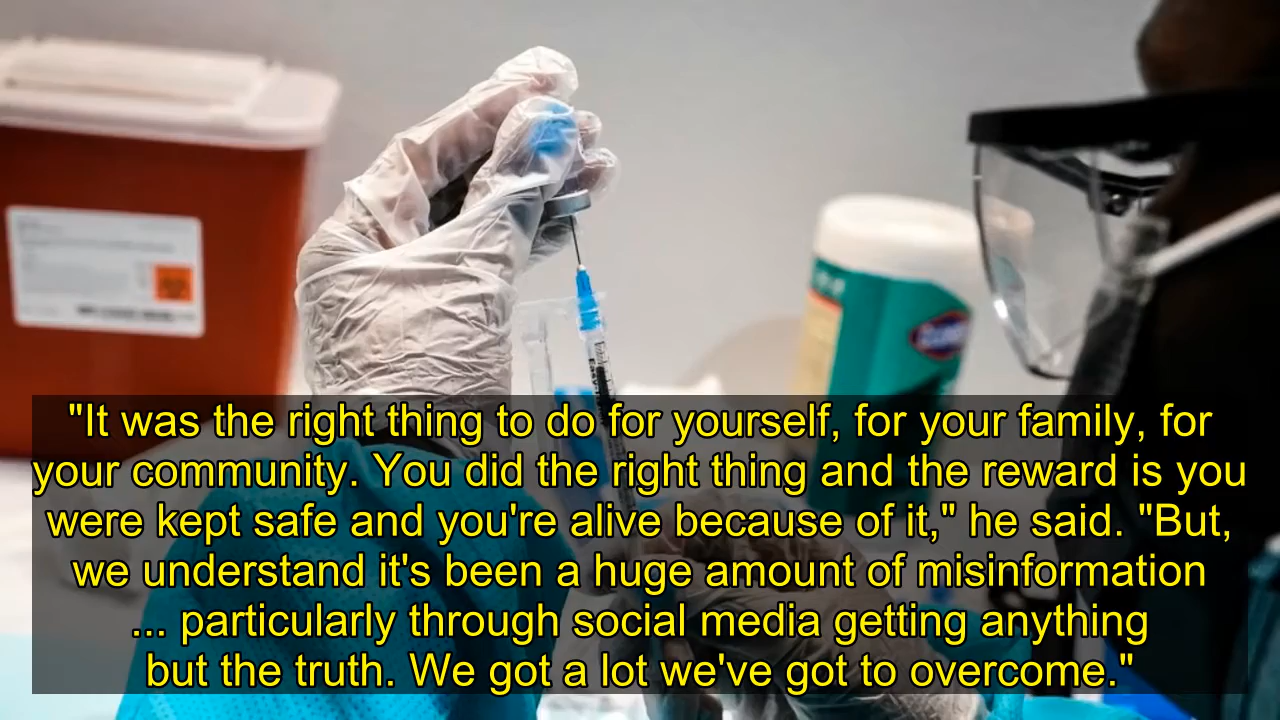 "It was the right thing to do for yourself, for your family, for
your community. You did the right thing and the reward is you
were kept safe and you're alive because of it," he said. "But,
we understand it's been a huge amount of misinformation
... particularly through social media getting anything
but the truth. We got a lot we've got to overcome."